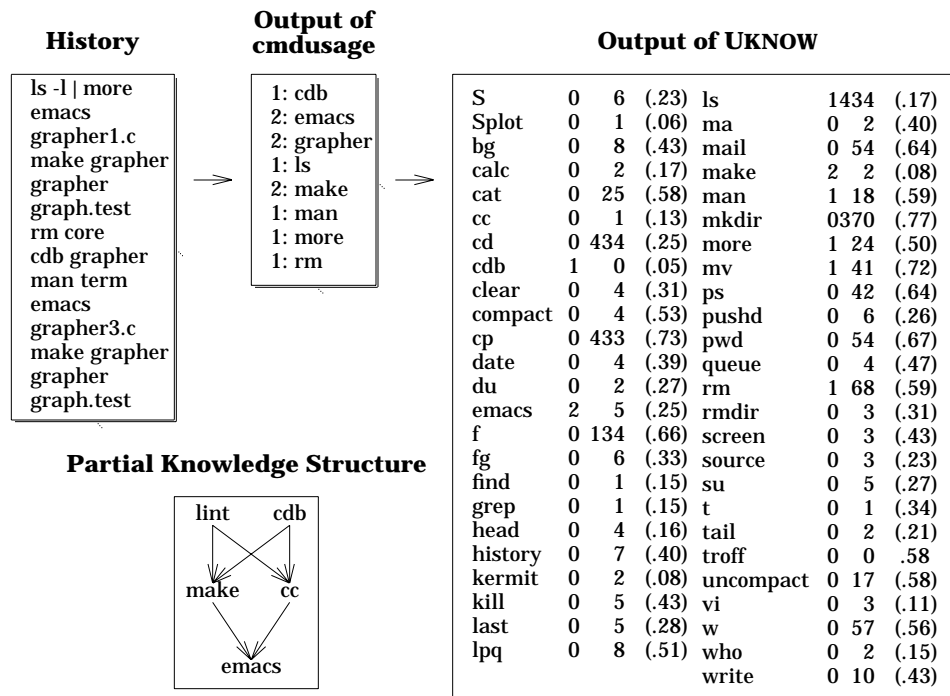 History
ls -l | more
emacs
grapher1.c
make grapher
grapher
graph.test
rm core
cdb grapher
man term
emacs
grapher3.c
make grapher
grapher
graph.test
Output of
cmdusage
1: cdb
2: emacs
2: grapher
1: ls
2: make
1: man
1: more
1: rm
Partial Knowledge Structure
lint cdb
make cc
emacs
Output of UKNOW
S 0 6 (.23) ls 1434 (.17)
Splot 0 1 (.06) ma 0 2 (.40)
bg 0 8 (.43) mail 0 54 (.64)
calc 0 2 (.17) make 2 2 (.08)
cat 0 25 (.58) man 1 18 (.59)
cc 0 1 (.13) mkdir 0370 (.77)
cd 0 434 (.25) more 1 24 (.50)
cdb 1 0 (.05) mv 1 41 (.72)
clear 0 4 (.31) ps 0 42 (.64)
compact 0 4 (.53) pushd 0 6 (.26)
cp 0 433 (.73) pwd 0 54 (.67)
date 0 4 (.39) queue 0 4 (.47)
du 0 2 (.27) rm 1 68 (.59)
emacs 2 5 (.25) rmdir 0 3 (.31)
f 0 134 (.66) screen 0 3 (.43)
fg 0 6 (.33) source 0 3 (.23)
find 0 1 (.15) su 0 5 (.27)
grep 0 1 (.15) t 0 1 (.34)
head 0 4 (.16) tail 0 2 (.21)
history 0 7 (.40) troff 0 0 .58
kermit 0 2 (.08) uncompact 0 17 (.58)
kill 0 5 (.43) vi 0 3 (.11)
last 0 5 (.28) w 0 57 (.56)
lpq 0 8 (.51) who 0 2 (.15)
write 0 10 (.43)